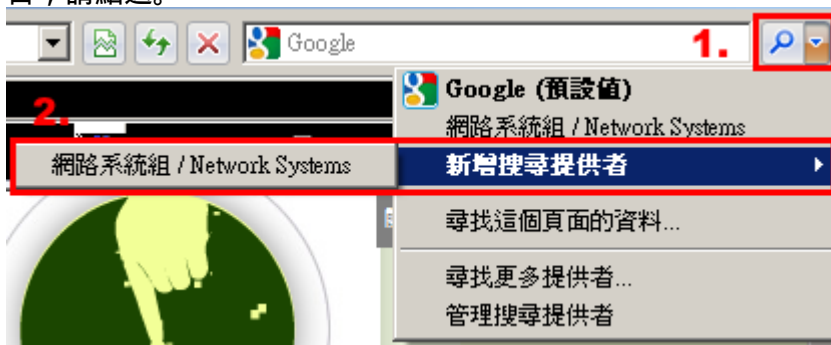 Google
1.
Google (預設值)
2.
網路系統組 / Network Systems
網路系統組 / Network Systems
新增搜尋提供者
尋找這個頁面的資料...
尋找更多提供者...
管理搜尋提供者